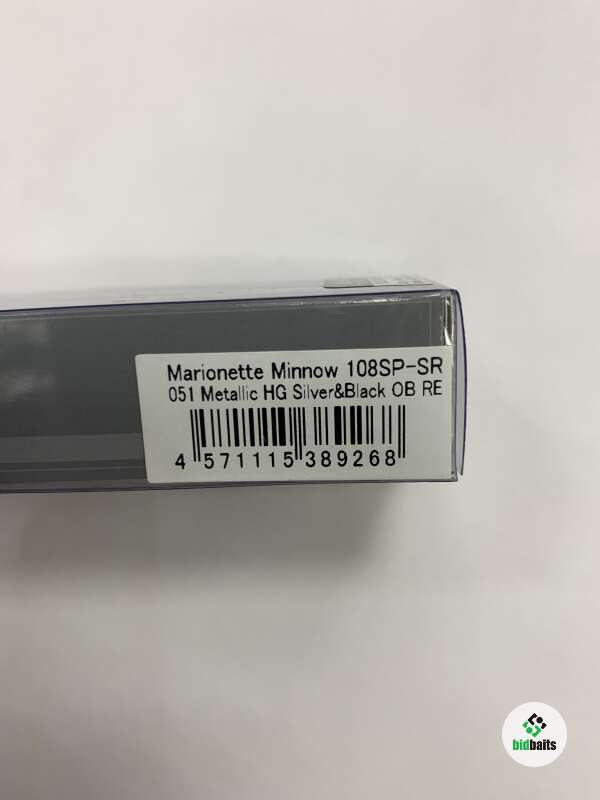 Marionette Minnow 108SP-SR
051 Metallic HG Silver&Black OB RE
4 571115 389268
bidbaits